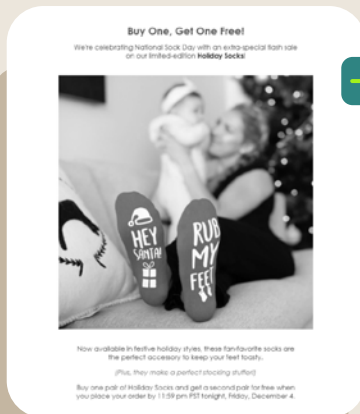 Buy One, Get One Free!
We're celebrating National Sock Day with an extra-special flash sale
on our limited-edition Holiday Socks!
HEY
SANTA!
RUB
MY
FEET
Now available in festive holiday styles, these fan-favorite socks are
the perfect accessory to keep your feet toasty.
(Plus, they make a perfect stocking stuffer!)
Buy one pair of Holiday Socks and get a second pair for free when
you place your order by 11:59 pm PST tonight, Friday, December 4.